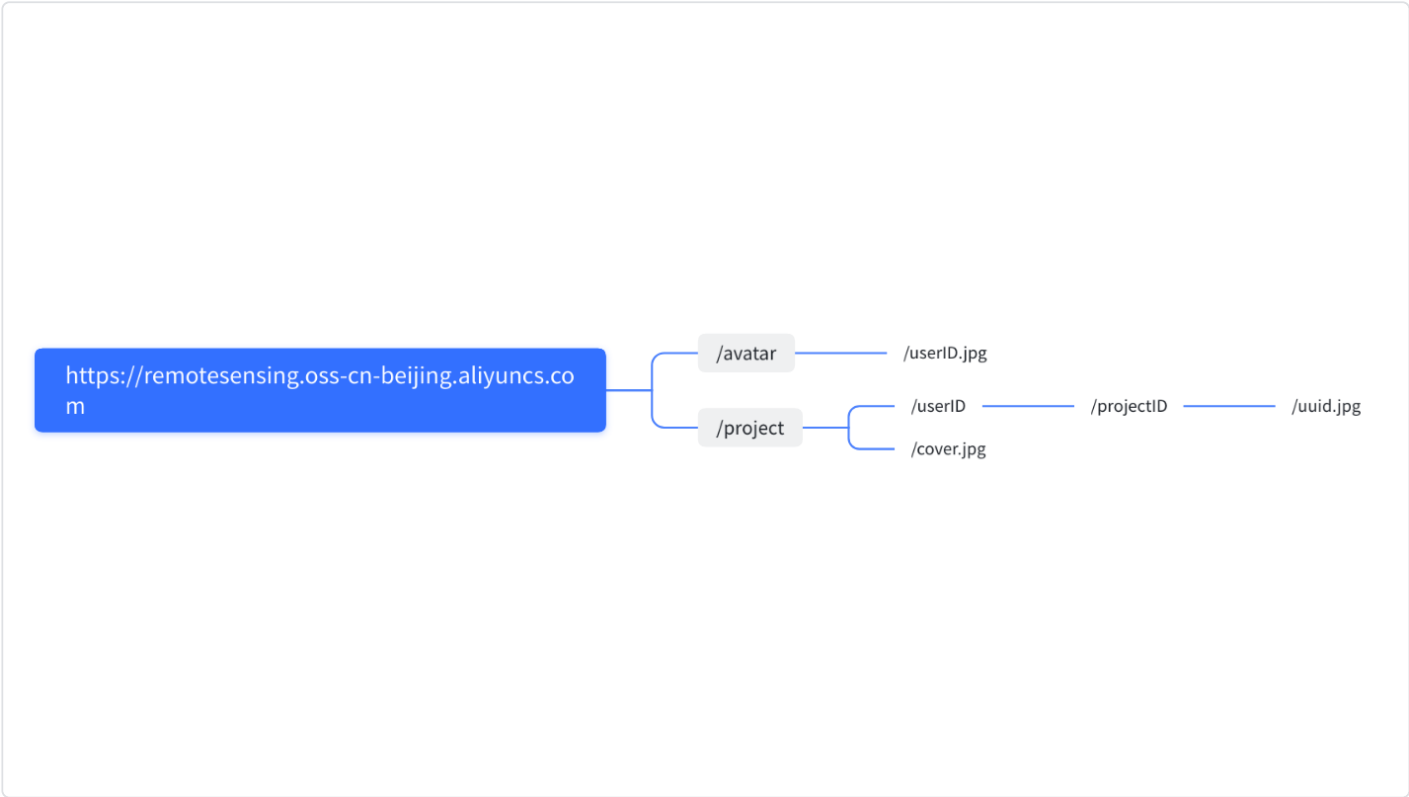 https://remotesensing.oss-cn-beijing.aliyuncs.co
m
/avatar
/userID.jpg
/project
/userID
/projectID
/uuid.jpg
/cover.jpg